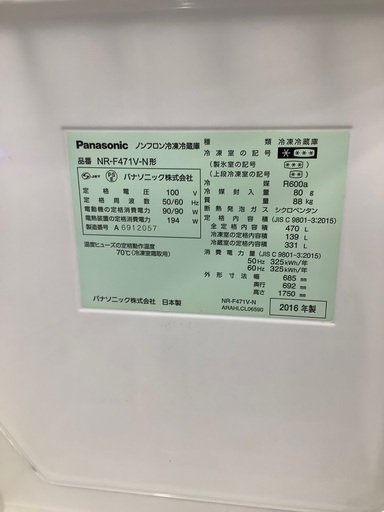 Panasonic ノンフロン冷凍冷蔵庫
品番 NR-F471V-N形
JET PSE パナソニック株式会社
定格電圧 100 V
定格周波数 50/60 Hz
電動機の定格消費電力 90/90 W
電熱装置の定格消費電力 194 W
製造番号 A 6912057
温度ヒューズの定格動作温度
70℃(冷凍室霜取用)
パナソニック株式会社 日本製
種類 冷凍冷蔵庫
冷凍室の記号 ****
(製氷室の記号) ***
(上段冷凍室の記号) **
冷媒 R600a
冷媒封入量 80 g
質量 88 kg
断熱発泡ガス シクロペンタン
定格内容積 (JIS C 9801-3:2015)
全定格内容積 470 L
冷凍室の定格内容積 139 L
冷蔵室の定格内容積 331 L
消費電力量 (JIS C 9801-3:2015)
50 Hz 325 kWh/年
60 Hz 325 kWh/年
外形寸法 幅 685 mm
奥行 692 mm
高さ 1750 mm
NR-F471V-N
ARAHLCL06590
2016 年製